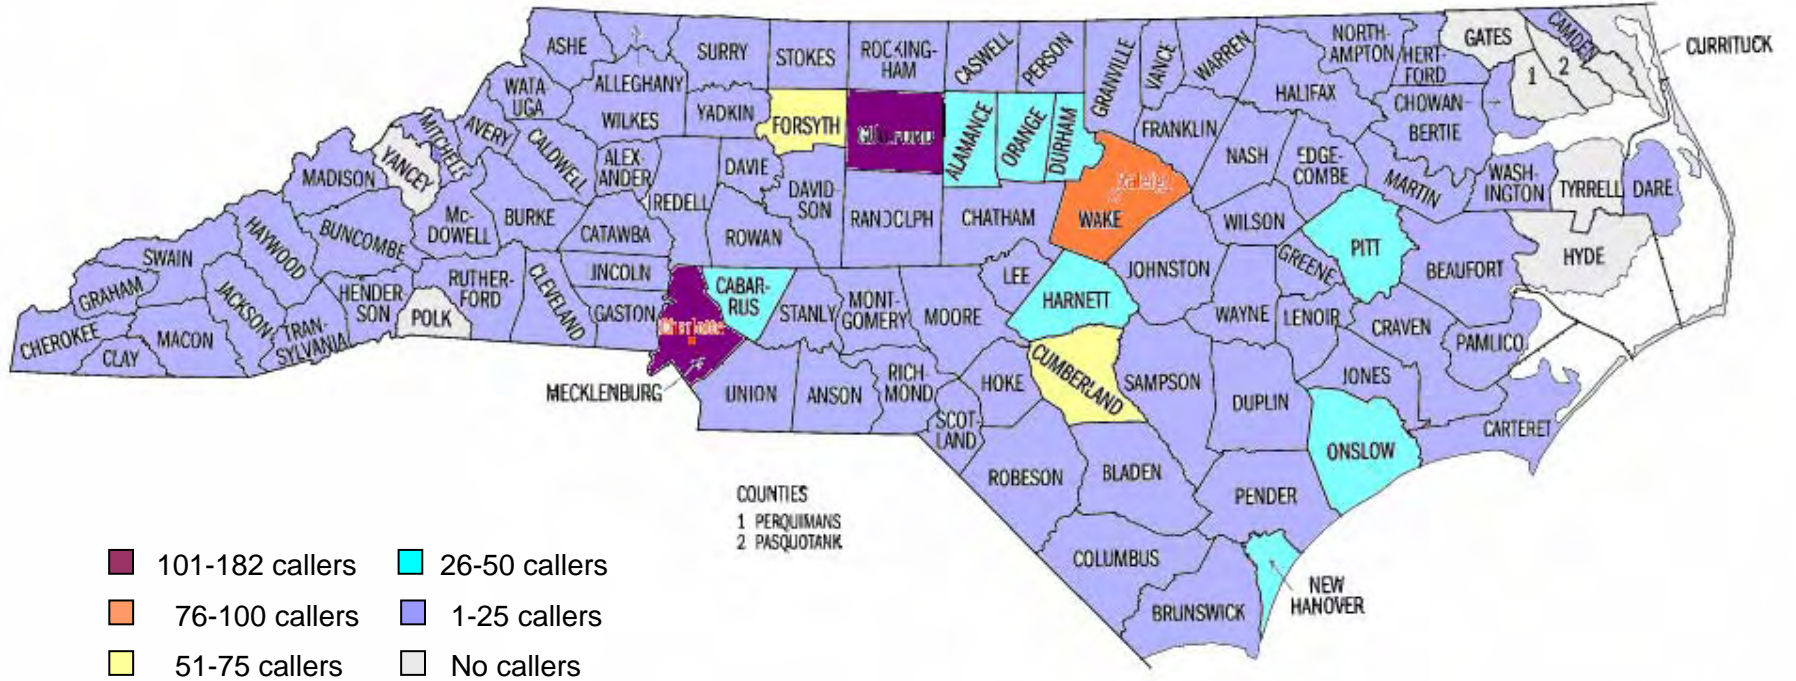 ASHE
SURRY
STOKES
ROCKING-
HAM
CASWELL
PERSON
GRANVILLE
VANCE
WARREN
NORTH-
AMPTON
HERT-
FORD
GATES
CAMDEN
CURRITUCK
1
2
WATA-
UGA
ALLEGHANY
WILKES
YADKIN
FORSYTH
ALAMANCE
ORANGE
DURHAM
FRANKLIN
HALIFAX
CHOWAN
BERTIE
MITCHELL
AVERY
CALDWELL
ALEX-
ANDER
DAVIE
NASH
EDGE-
COMBE
MARTIN
WASH-
INGTON
TYRRELL
DARE
MADISON
YANCEY
IREDELL
DAVID-
SON
Raleigh
WAKE
RANDOLPH
CHATHAM
WILSON
PITT
HAYWOOD
BUNCOMBE
Mc-
DOWELL
BURKE
CATAWBA
ROWAN
SWAIN
LEE
JOHNSTON
GREENE
BEAUFORT
HYDE
GRAHAM
JACKSON
HENDER
SON
RUTHER-
FORD
CLEVELAND
LINCOLN
GASTON
CABAR-
RUS
STANLY
MONT-
GOMERY
MOORE
HARNETT
WAYNE
LENOIR
CRAVEN
PAMLICO
CHEROKEE
CLAY
MACON
TRAN-
SYLVANIA
POLK
Charlotte
MECKLENBURG
UNION
ANSON
RICH-
MOND
HOKE
CUMBERLAND
SAMPSON
DUPLIN
JONES
SCOT-
LAND
CARTERET
ONSLOW
ROBESON
BLADEN
PENDER
COLUMBUS
BRUNSWICK
NEW
HANOVER
COUNTIES
1 PERQUIMANS
2 PASQUOTANK
101-182 callers
26-50 callers
76-100 callers
1-25 callers
51-75 callers
No callers